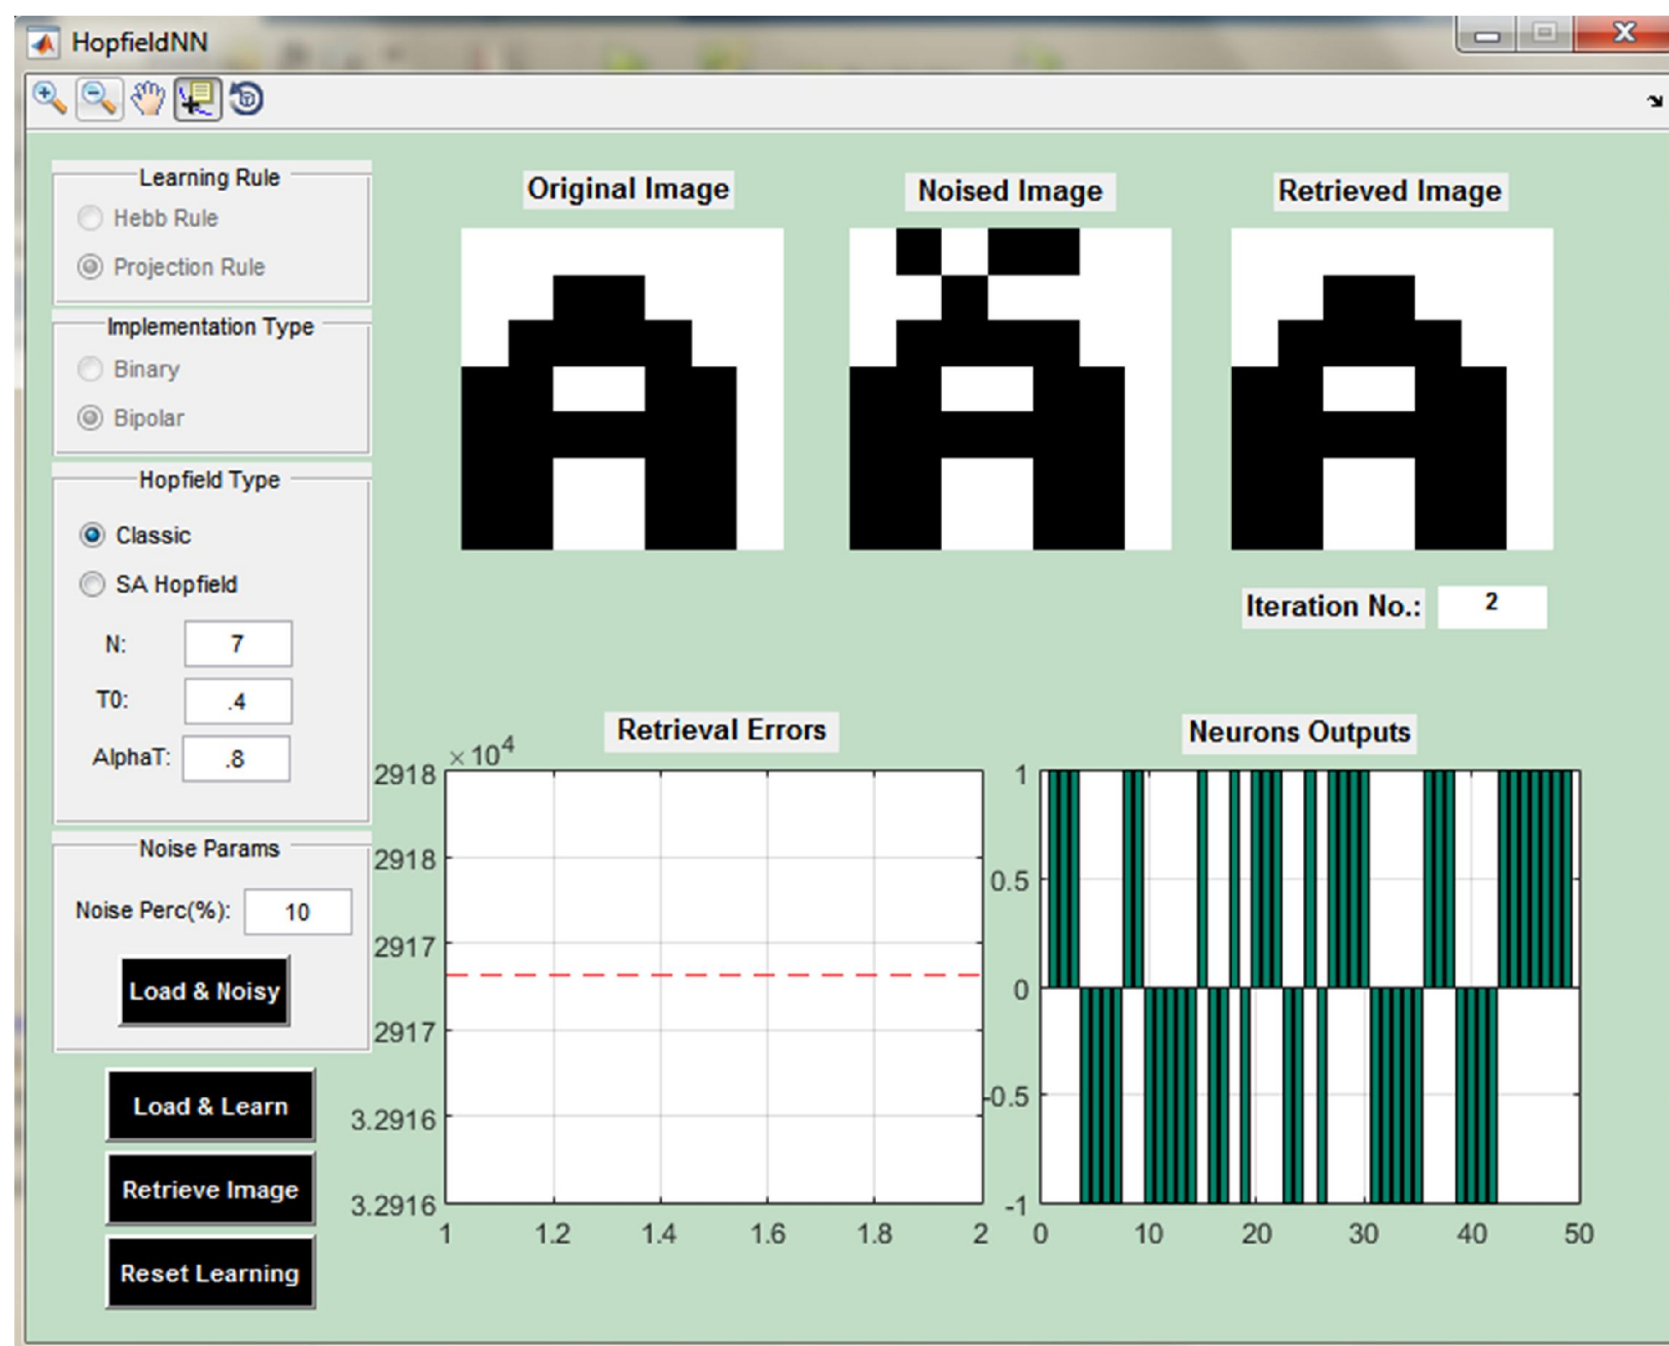 HopfieldNN
Learning Rule
Hebb Rule
Projection Rule
Implementation Type
Binary
Bipolar
Hopfield Type
Classic
SA Hopfield
N: 7
T0: .4
AlphaT: .8
Noise Params
Noise Perc(%): 10
Load & Noisy
Load & Learn
Retrieve Image
Reset Learning
Original Image
Noised Image
Retrieved Image
Iteration No.: 2
Retrieval Errors
× 10⁴
2918
2918
2917
2917
3.2916
3.2916
1 1.2 1.4 1.6 1.8 2
Neurons Outputs
1
0.5
0
-0.5
-1
0 10 20 30 40 50